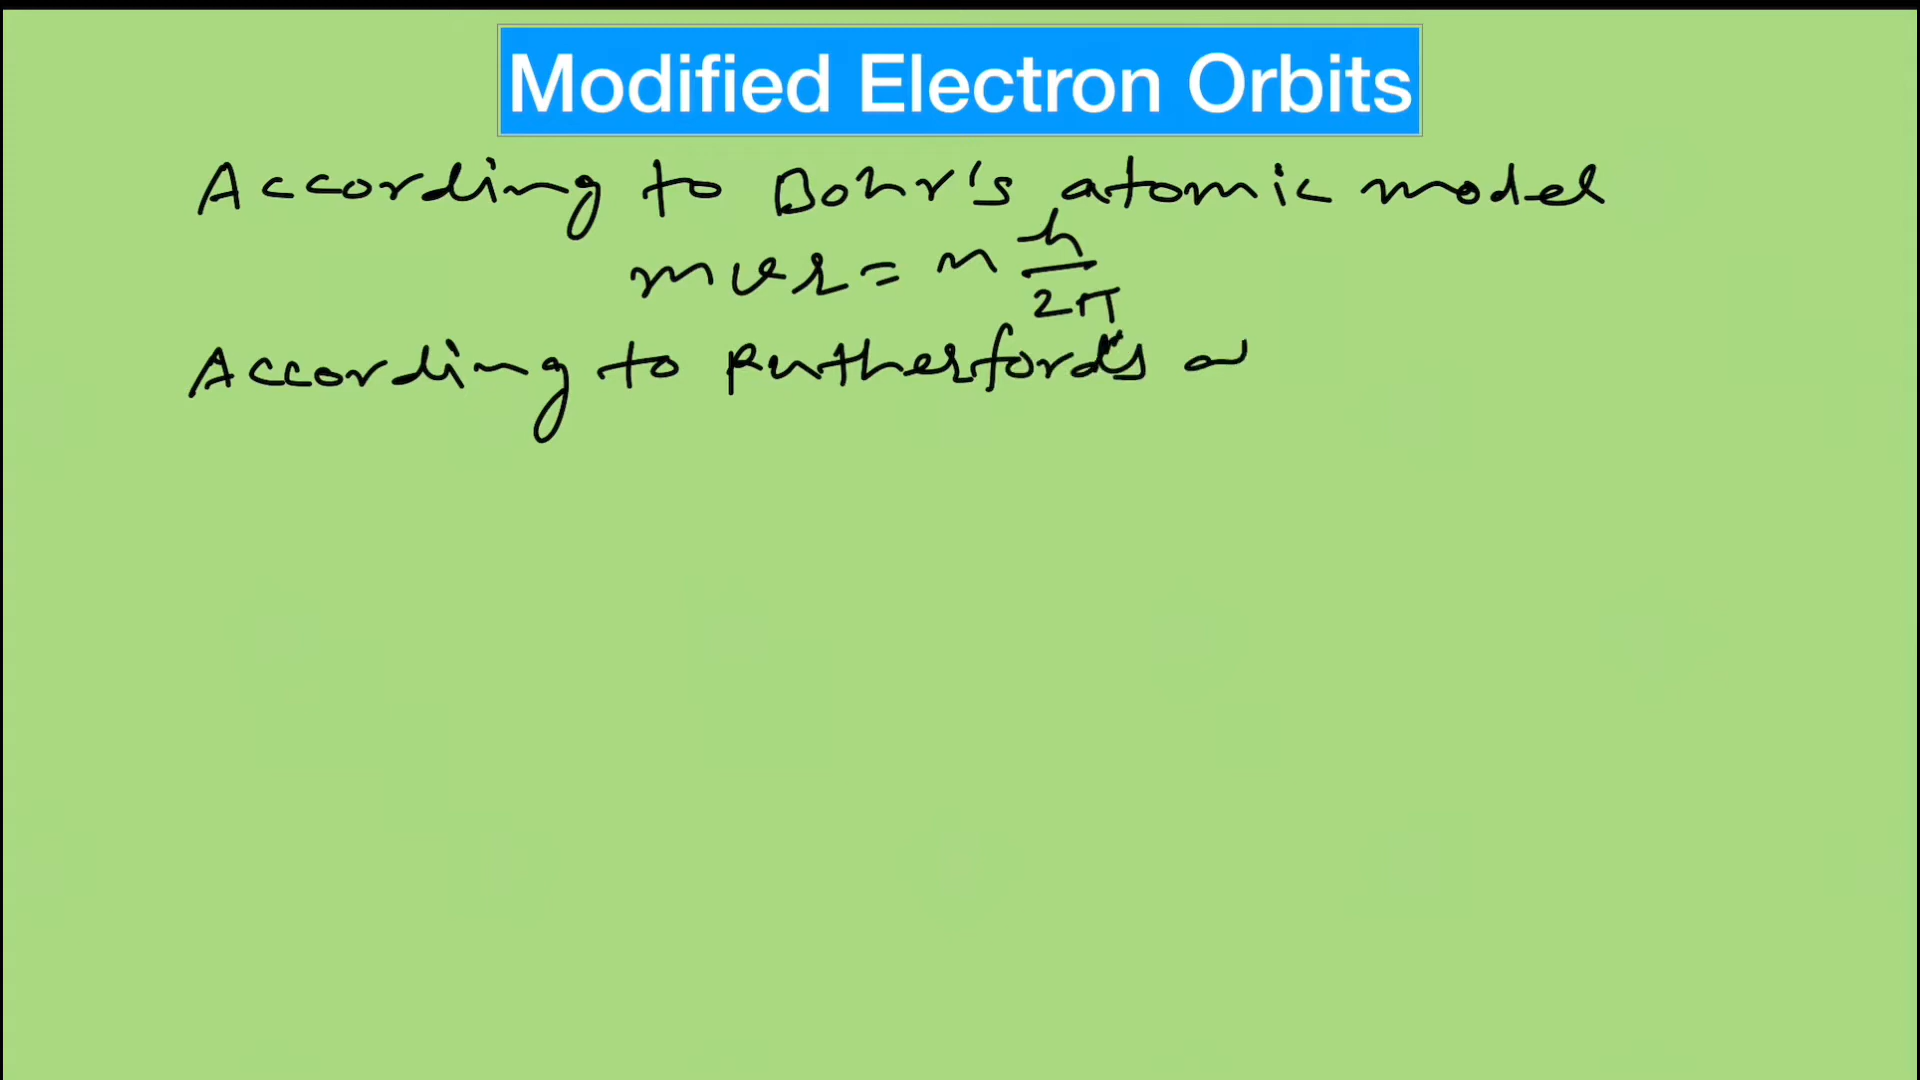 Modified Electron Orbits
According to Bohr's atomic model
mvr = n h/2π
According to Rutherford's a